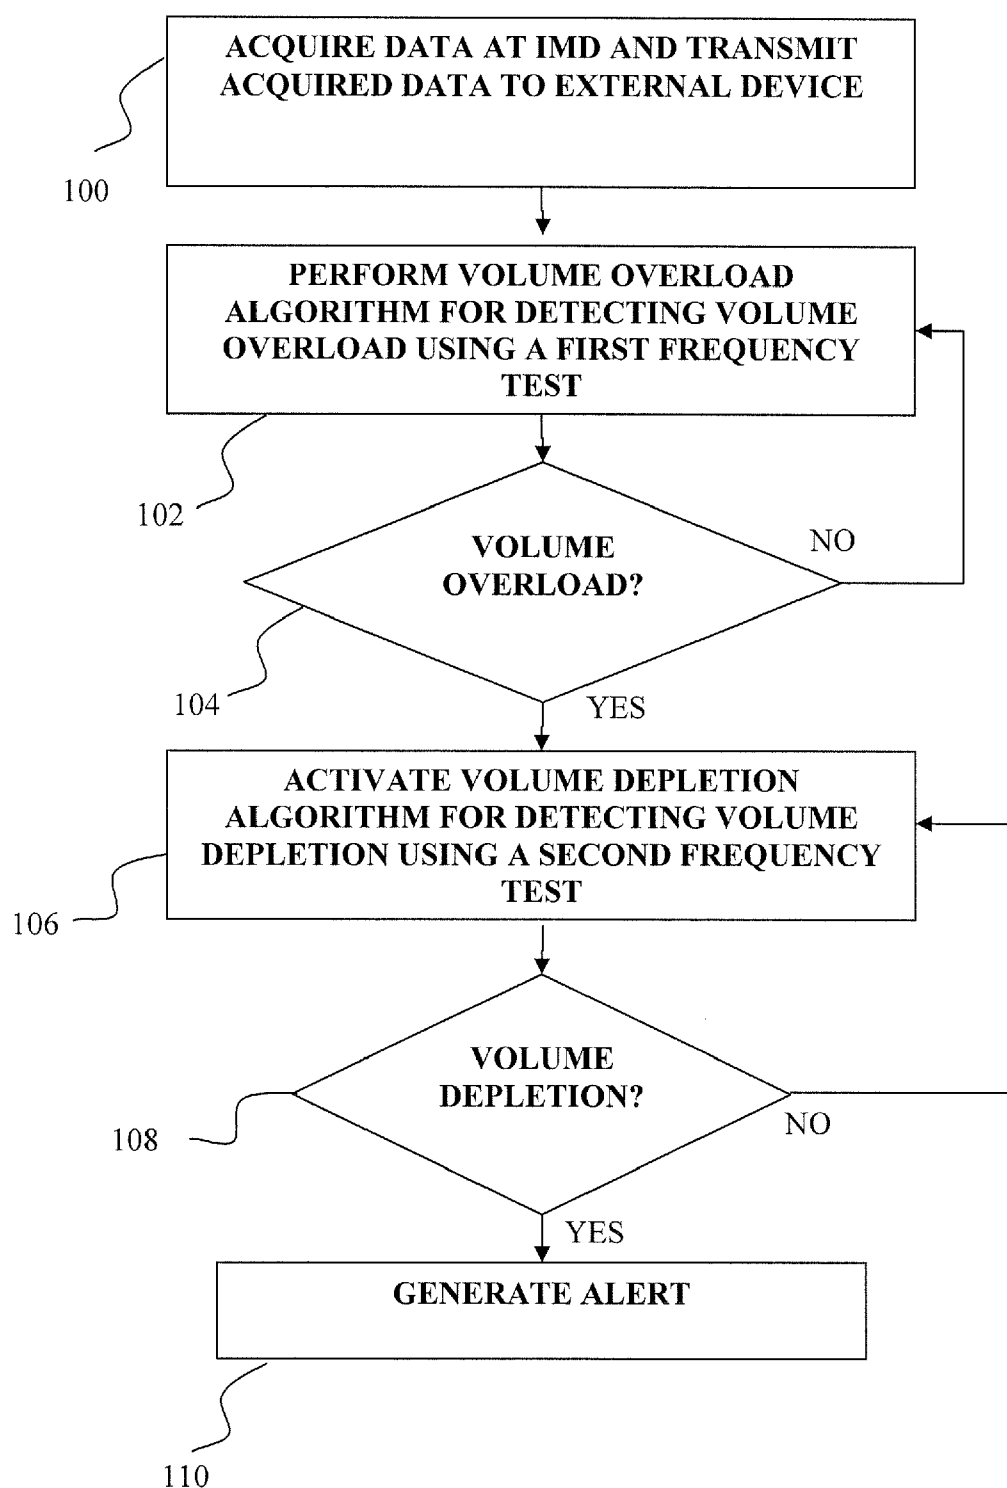 ACQUIRE DATA AT IMD AND TRANSMIT
ACQUIRED DATA TO EXTERNAL DEVICE
100
PERFORM VOLUME OVERLOAD
ALGORITHM FOR DETECTING VOLUME
OVERLOAD USING A FIRST FREQUENCY
TEST
102
VOLUME
OVERLOAD?
NO
104
YES
ACTIVATE VOLUME DEPLETION
ALGORITHM FOR DETECTING VOLUME
DEPLETION USING A SECOND FREQUENCY
TEST
106
VOLUME
DEPLETION?
NO
108
YES
GENERATE ALERT
110